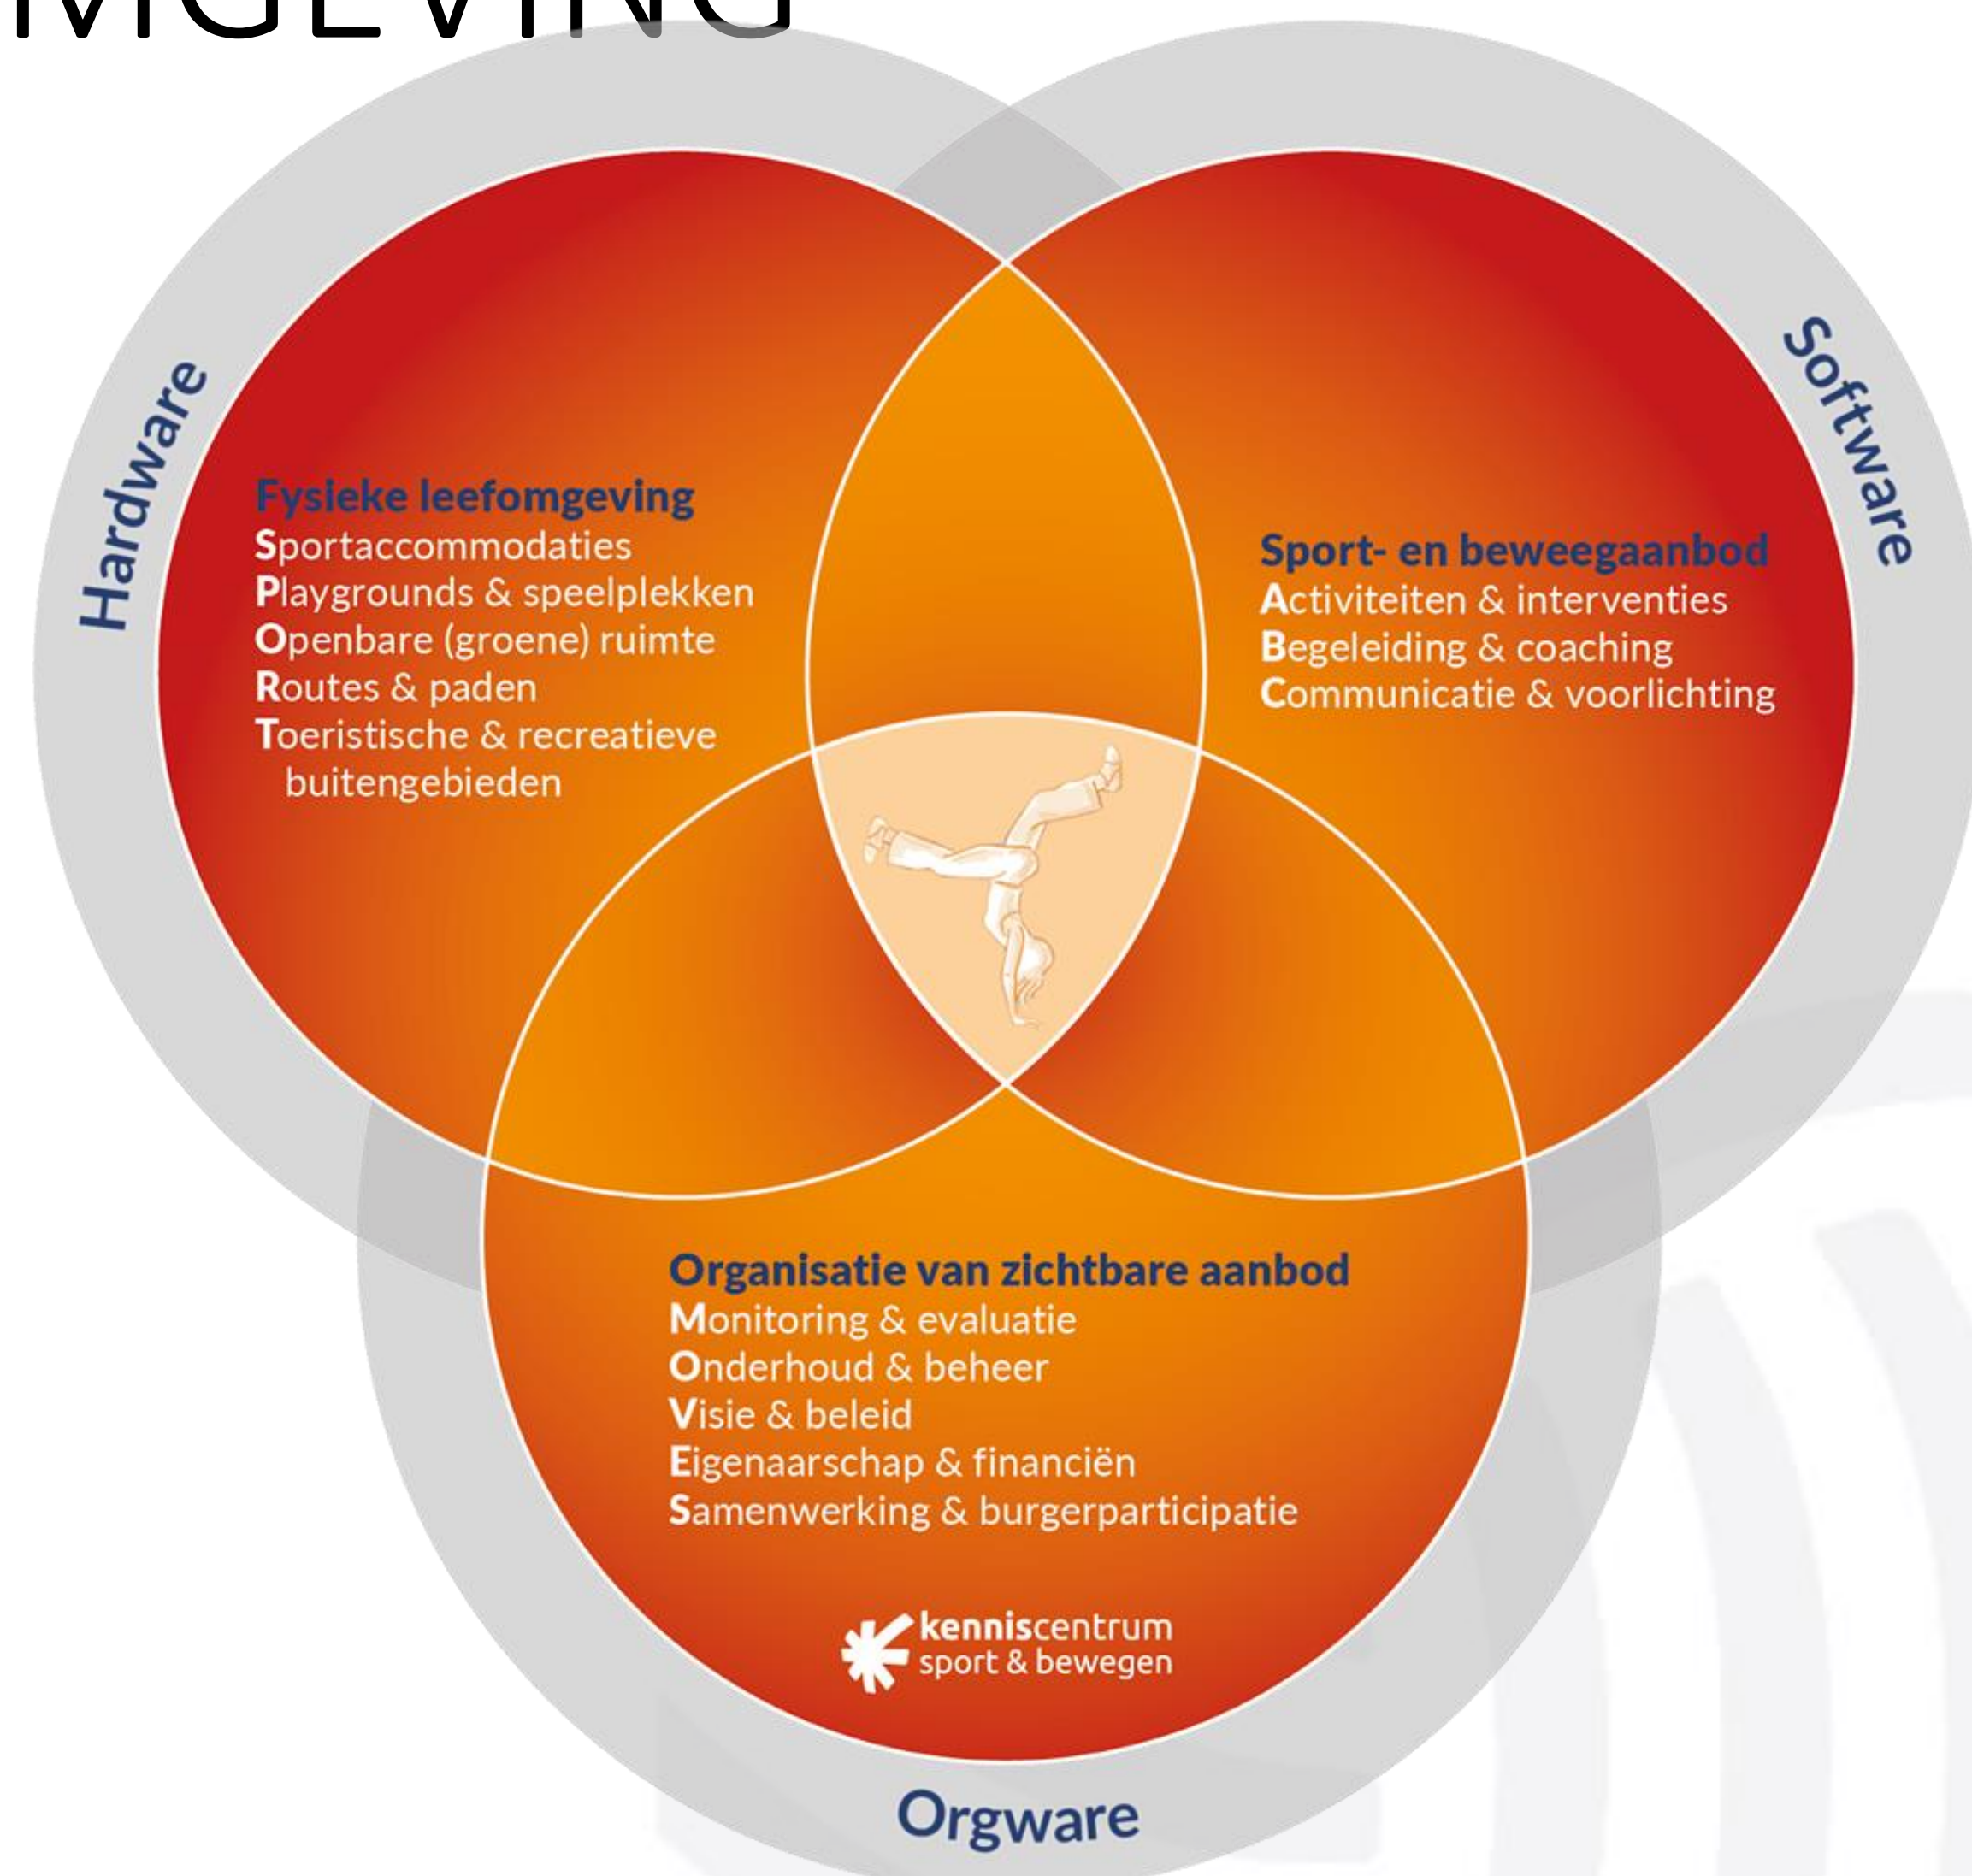 MGEVING
Hardware
Fysieke leefomgeving
Sportaccommodaties
Playgrounds & speelplekken
Openbare (groene) ruimte
Routes & paden
Toeristische & recreatieve
buitengebieden
Software
Sport- en beweegaanbod
Activiteiten & interventies
Begeleiding & coaching
Communicatie & voorlichting
Organisatie van zichtbare aanbod
Monitoring & evaluatie
Onderhoud & beheer
Visie & beleid
Eigenaarschap & financiën
Samenwerking & burgerparticipatie
kenniscentrum
sport & bewegen
Orgware